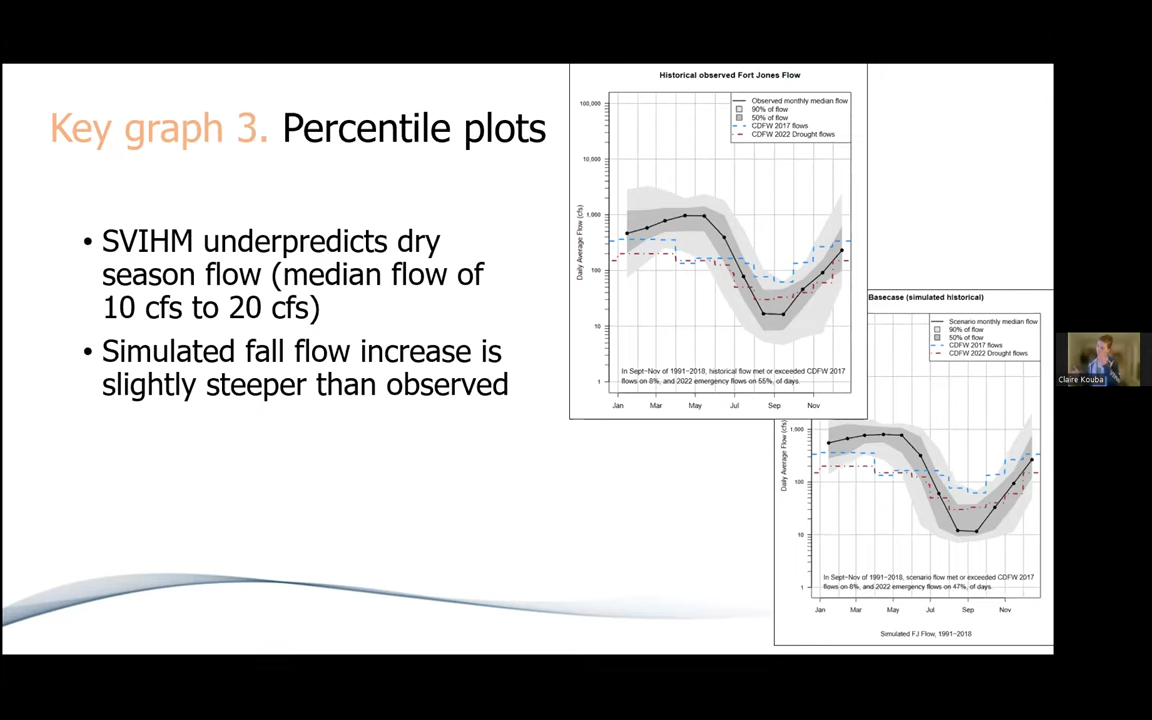 Key graph 3. Percentile plots
• SVIHM underpredicts dry
season flow (median flow of
10 cfs to 20 cfs)
• Simulated fall flow increase is
slightly steeper than observed
Historical observed Fort Jones Flow
Observed monthly median flow
90% of flow
50% of flow
CDFW 2017 flows
CDFW 2022 Drought flows
Daily Average Flow (cfs)
100,000
10,000
1,000
100
10
1
In Sept-Nov of 1991-2018, historical flow met or exceeded CDFW 2017
flows on 8%, and 2022 emergency flows on 55%, of days.
Jan Mar May Jul Sep Nov
Basecase (simulated historical)
Scenario monthly median flow
90% of flow
50% of flow
CDFW 2017 flows
CDFW 2022 Drought flows
Daily Average Flow (cfs)
1,000
100
10
1
In Sept-Nov of 1991-2018, scenario flow met or exceeded CDFW 2017
flows on 8%, and 2022 emergency flows on 47%, of days.
Jan Mar May Jul Sep Nov
Simulated FJ Flow, 1991-2018
Claire Kouba